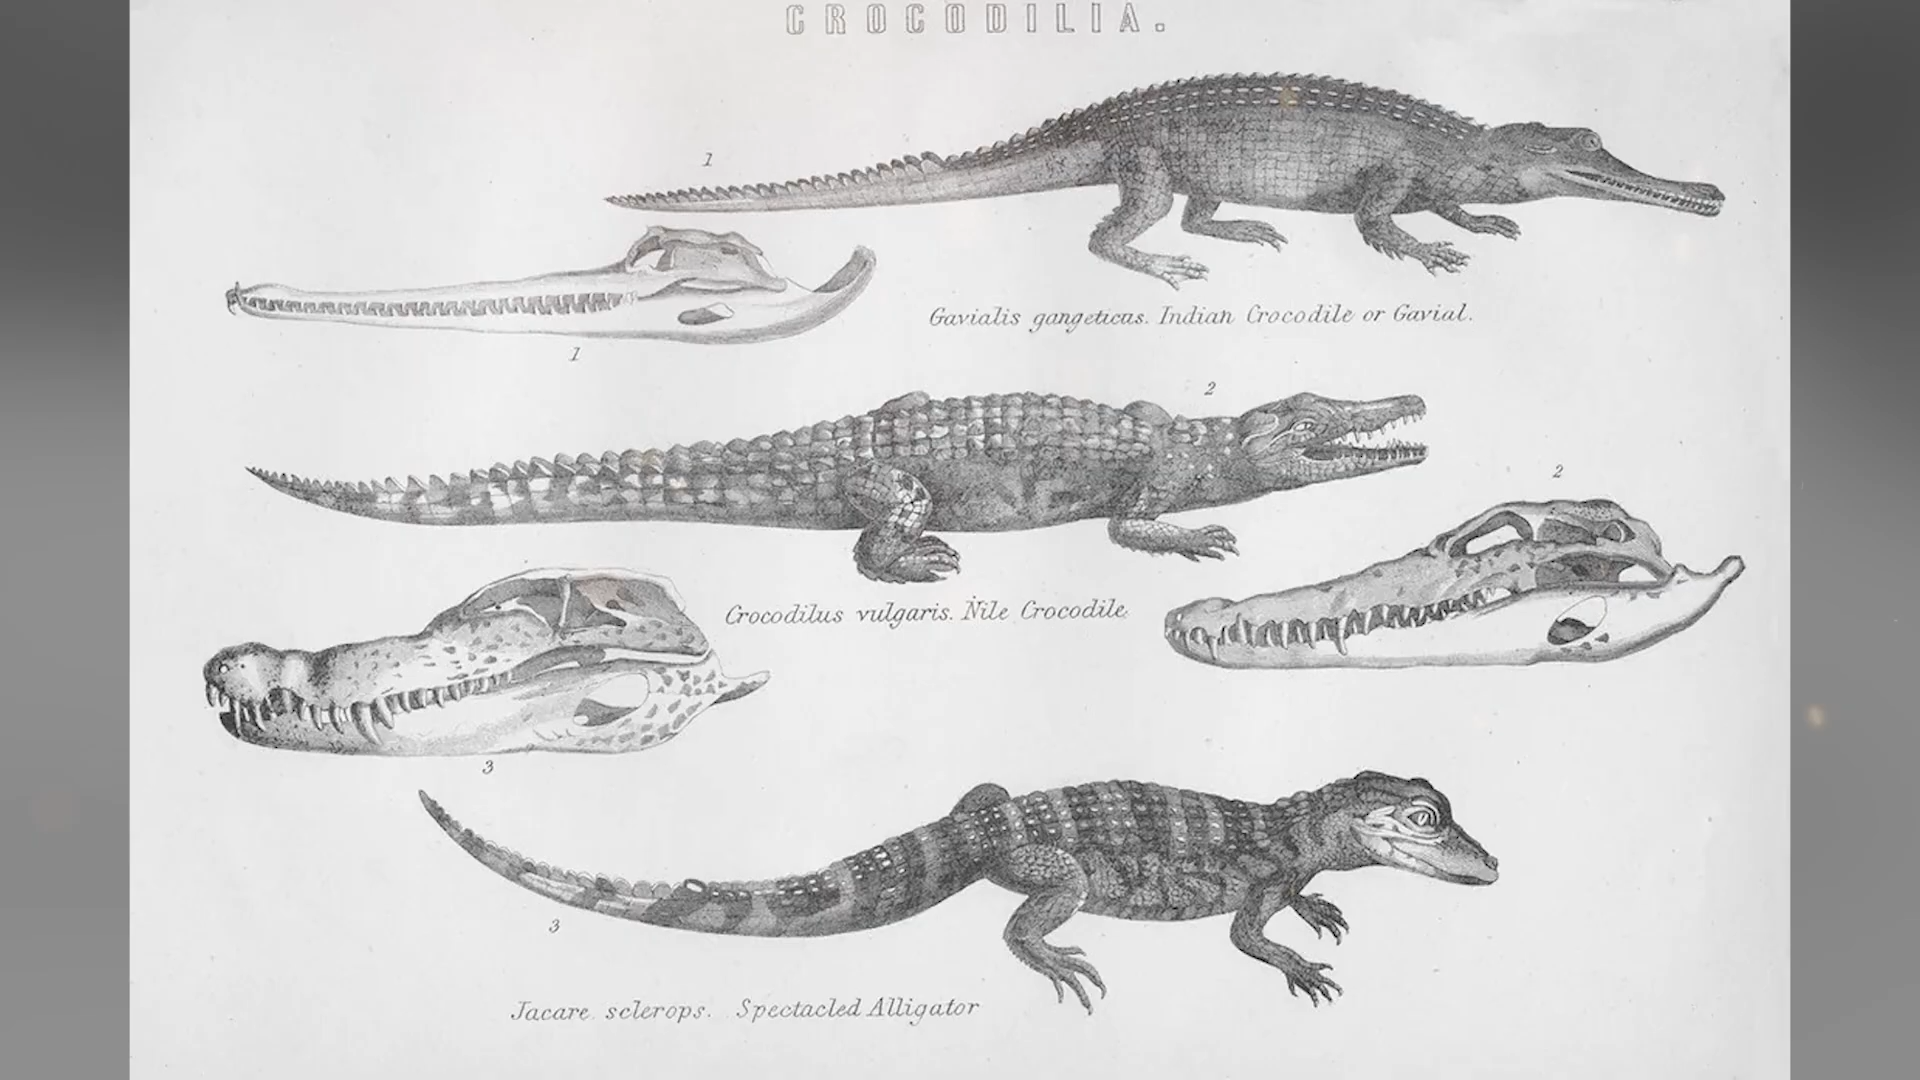 CROCODILIA.
1
Gavialis gangeticus. Indian Crocodile or Gavial.
1
2
2
Crocodilus vulgaris. Nile Crocodile.
3
3
Jacare sclerops. Spectacled Alligator